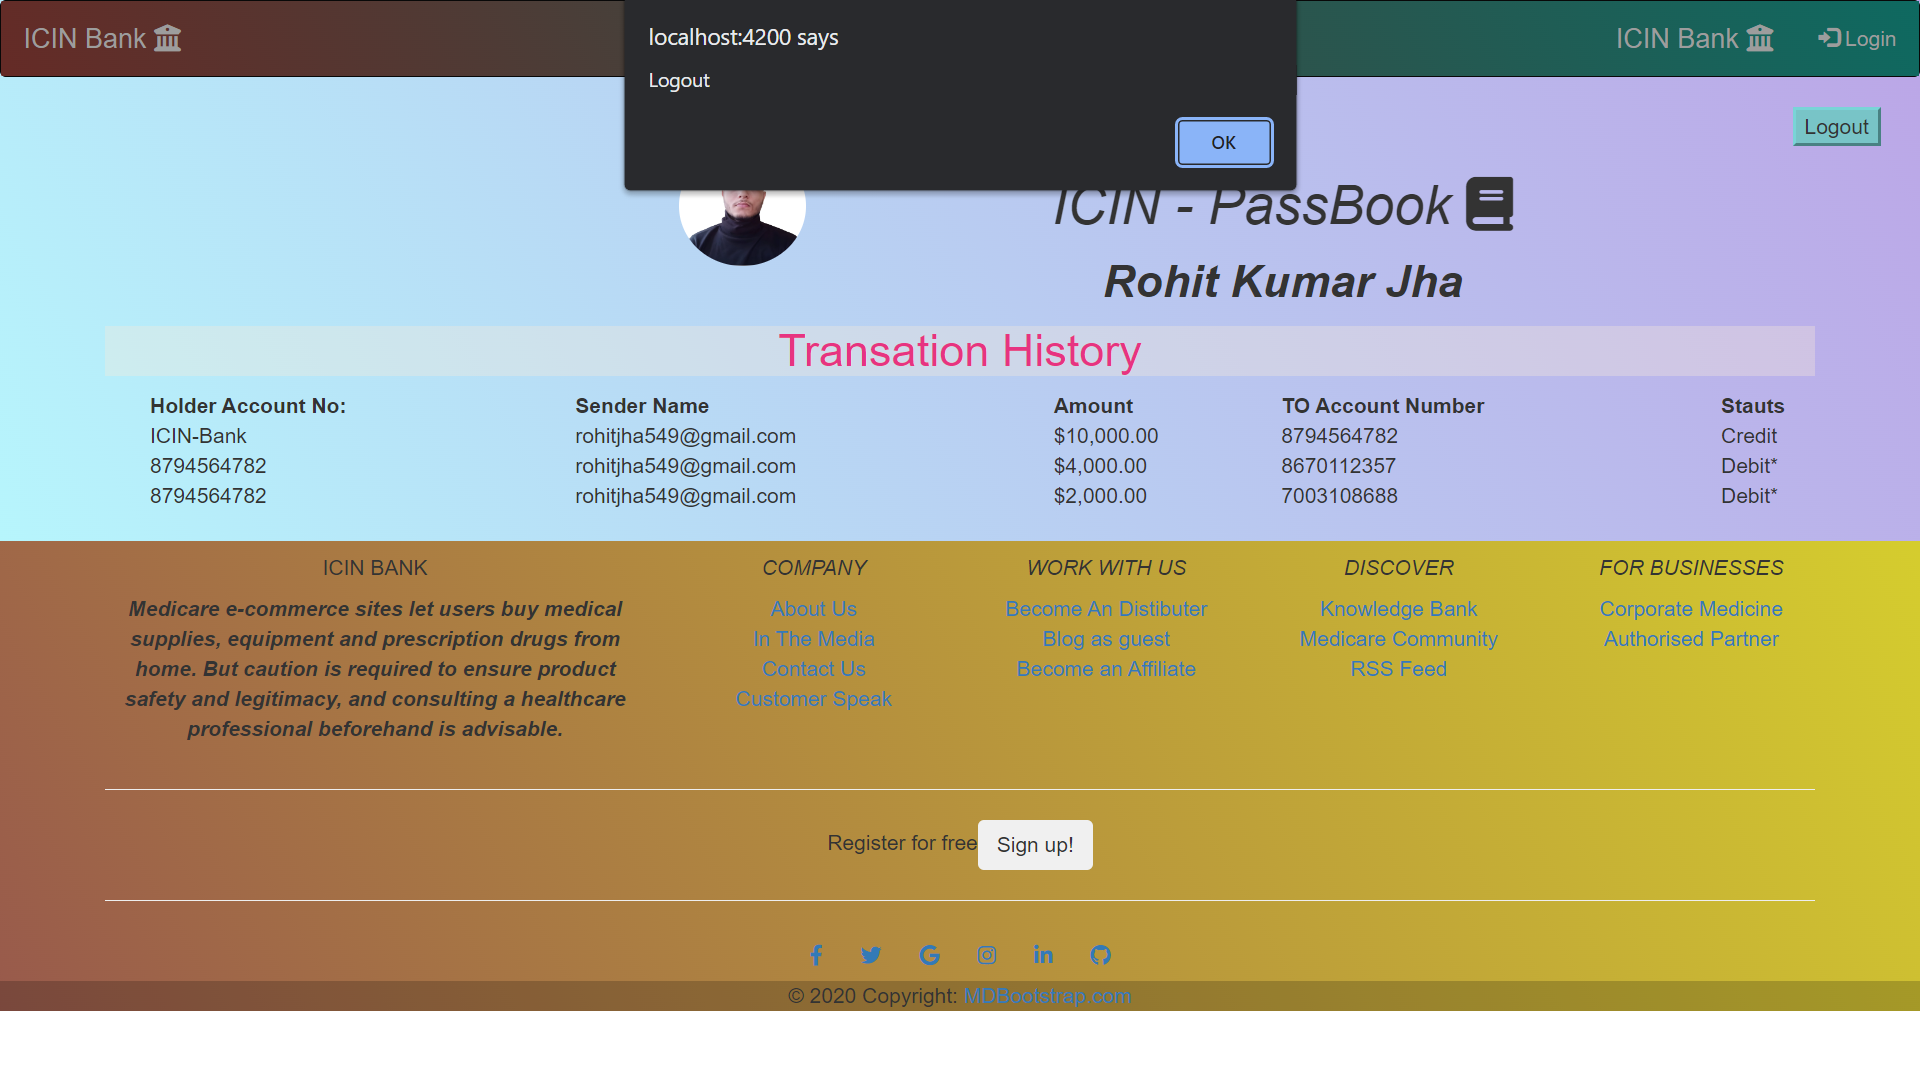 ICIN Bank
localhost:4200 says
Logout
OK
ICIN Bank
Login
Logout
ICIN - PassBook
Rohit Kumar Jha
Transation History
Holder Account No: Sender Name Amount TO Account Number Stauts
ICIN-Bank rohitjha549@gmail.com $10,000.00 8794564782 Credit
8794564782 rohitjha549@gmail.com $4,000.00 8670112357 Debit*
8794564782 rohitjha549@gmail.com $2,000.00 7003108688 Debit*
ICIN BANK
Medicare e-commerce sites let users buy medical
supplies, equipment and prescription drugs from
home. But caution is required to ensure product
safety and legitimacy, and consulting a healthcare
professional beforehand is advisable.
COMPANY
About Us
In The Media
Contact Us
Customer Speak
WORK WITH US
Become An Distibuter
Blog as guest
Become an Affiliate
DISCOVER
Knowledge Bank
Medicare Community
RSS Feed
FOR BUSINESSES
Corporate Medicine
Authorised Partner
Register for free Sign up!
© 2020 Copyright: MDBootstrap.com